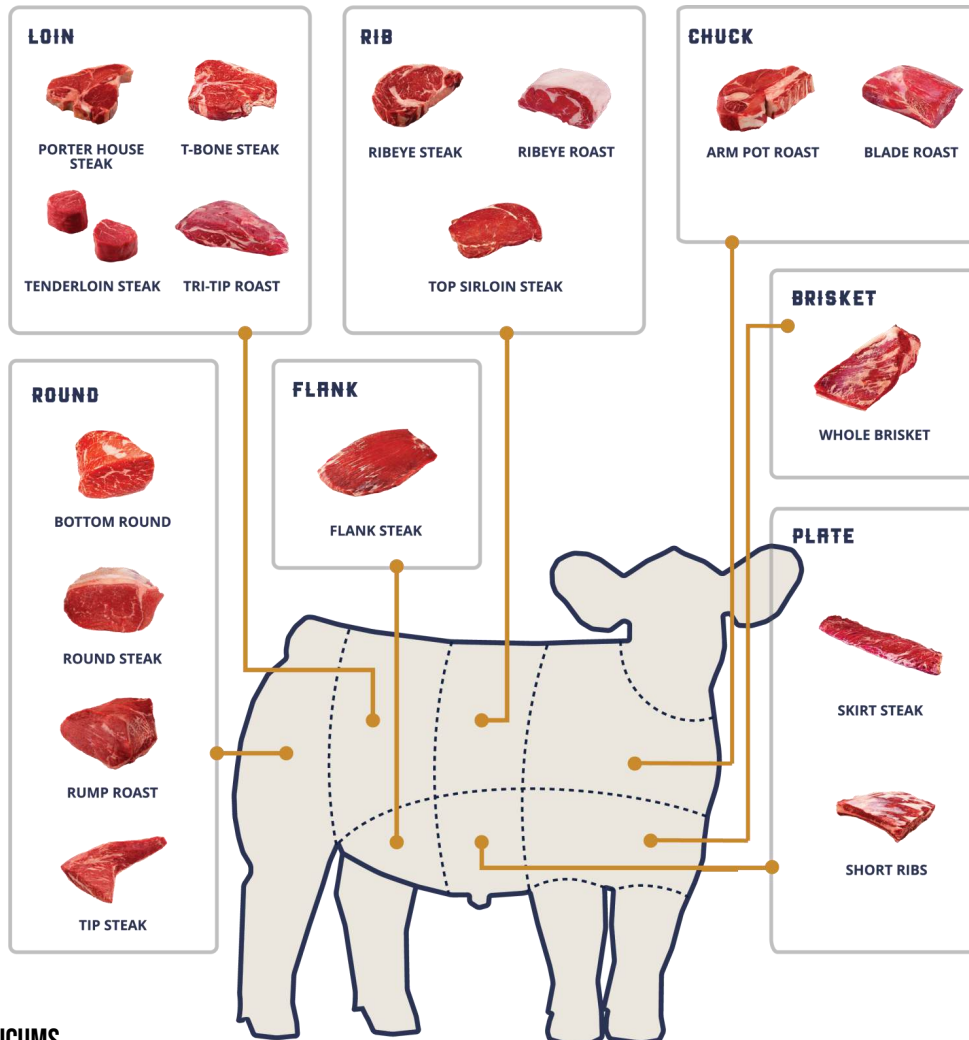 LOIN
PORTER HOUSE
STEAK
T-BONE STEAK
TENDERLOIN STEAK
TRI-TIP ROAST
RIB
RIBEYE STEAK
RIBEYE ROAST
TOP SIRLOIN STEAK
CHUCK
ARM POT ROAST
BLADE ROAST
BRISKET
WHOLE BRISKET
ROUND
BOTTOM ROUND
ROUND STEAK
RUMP ROAST
TIP STEAK
FLANK
FLANK STEAK
PLATE
SKIRT STEAK
SHORT RIBS